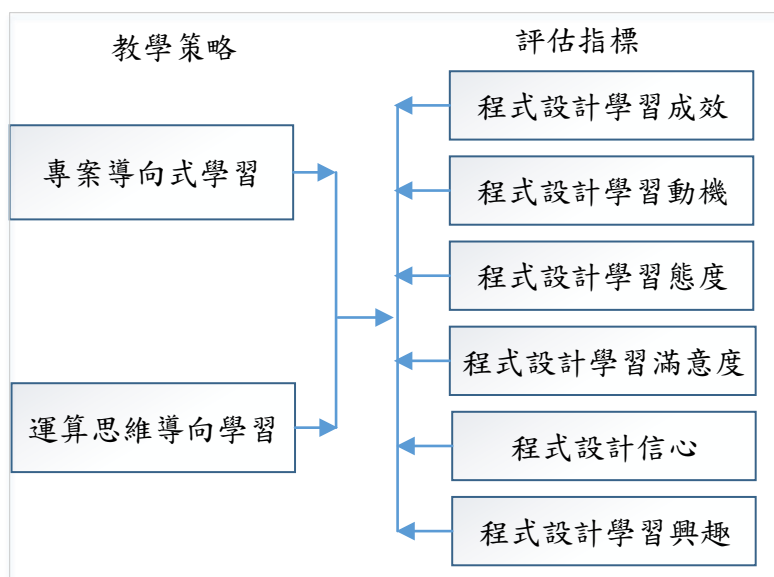 教學策略
評估指標
專案導向式學習
運算思維導向學習
程式設計學習成效
程式設計學習動機
程式設計學習態度
程式設計學習滿意度
程式設計信心
程式設計學習興趣